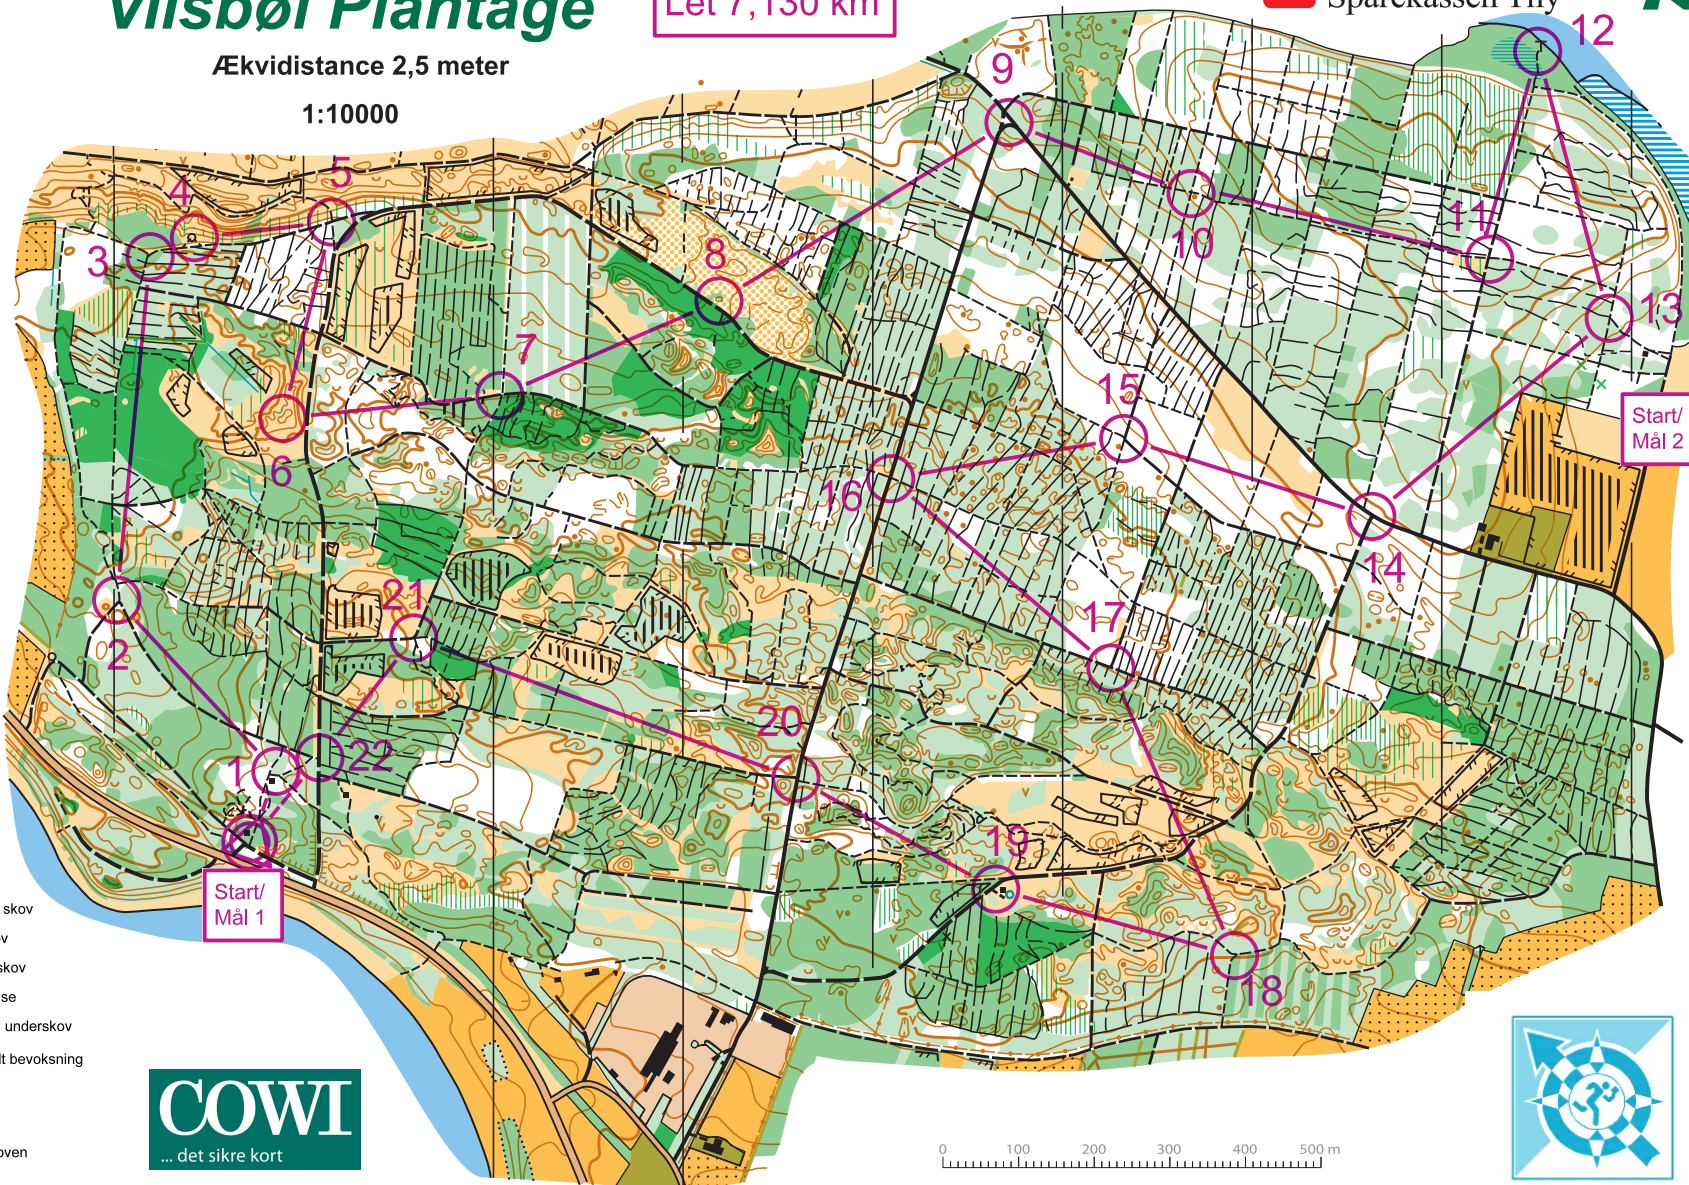 Vilsbøl Plantage
Let 7,130 km
Sparekassen Thy
Ækvidistance 2,5 meter
1:10000
12
9
5
4
11
3
8
10
13
7
15
Start/
Mål 2
6
16
14
21
17
2
20
1
22
19
Start/
Mål 1
skov
skov
18
underskov
bevoksning
COWI
... det sikre kort
0 100 200 300 400 500 m